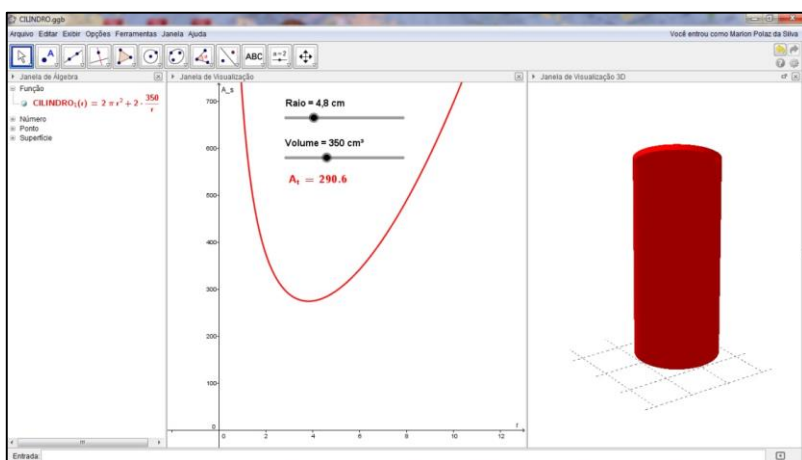 CILINDRO.ggb
Arquivo Editar Exibir Opções Ferramentas Janela Ajuda
Você entrou como Marlon Polaz da Silva
A
ABC
a=2
Janela de Álgebra
Janela de Visualização
Janela de Visualização 3D
Função
CILINDRO₁(r) = 2 π r² + 2 · 350/r
Número
Ponto
Superfície
A_s
Raio = 4,8 cm
Volume = 350 cm³
Aₜ = 290.6
700
600
500
400
300
200
100
0
0 2 4 6 8 10 12
r
Entrada: